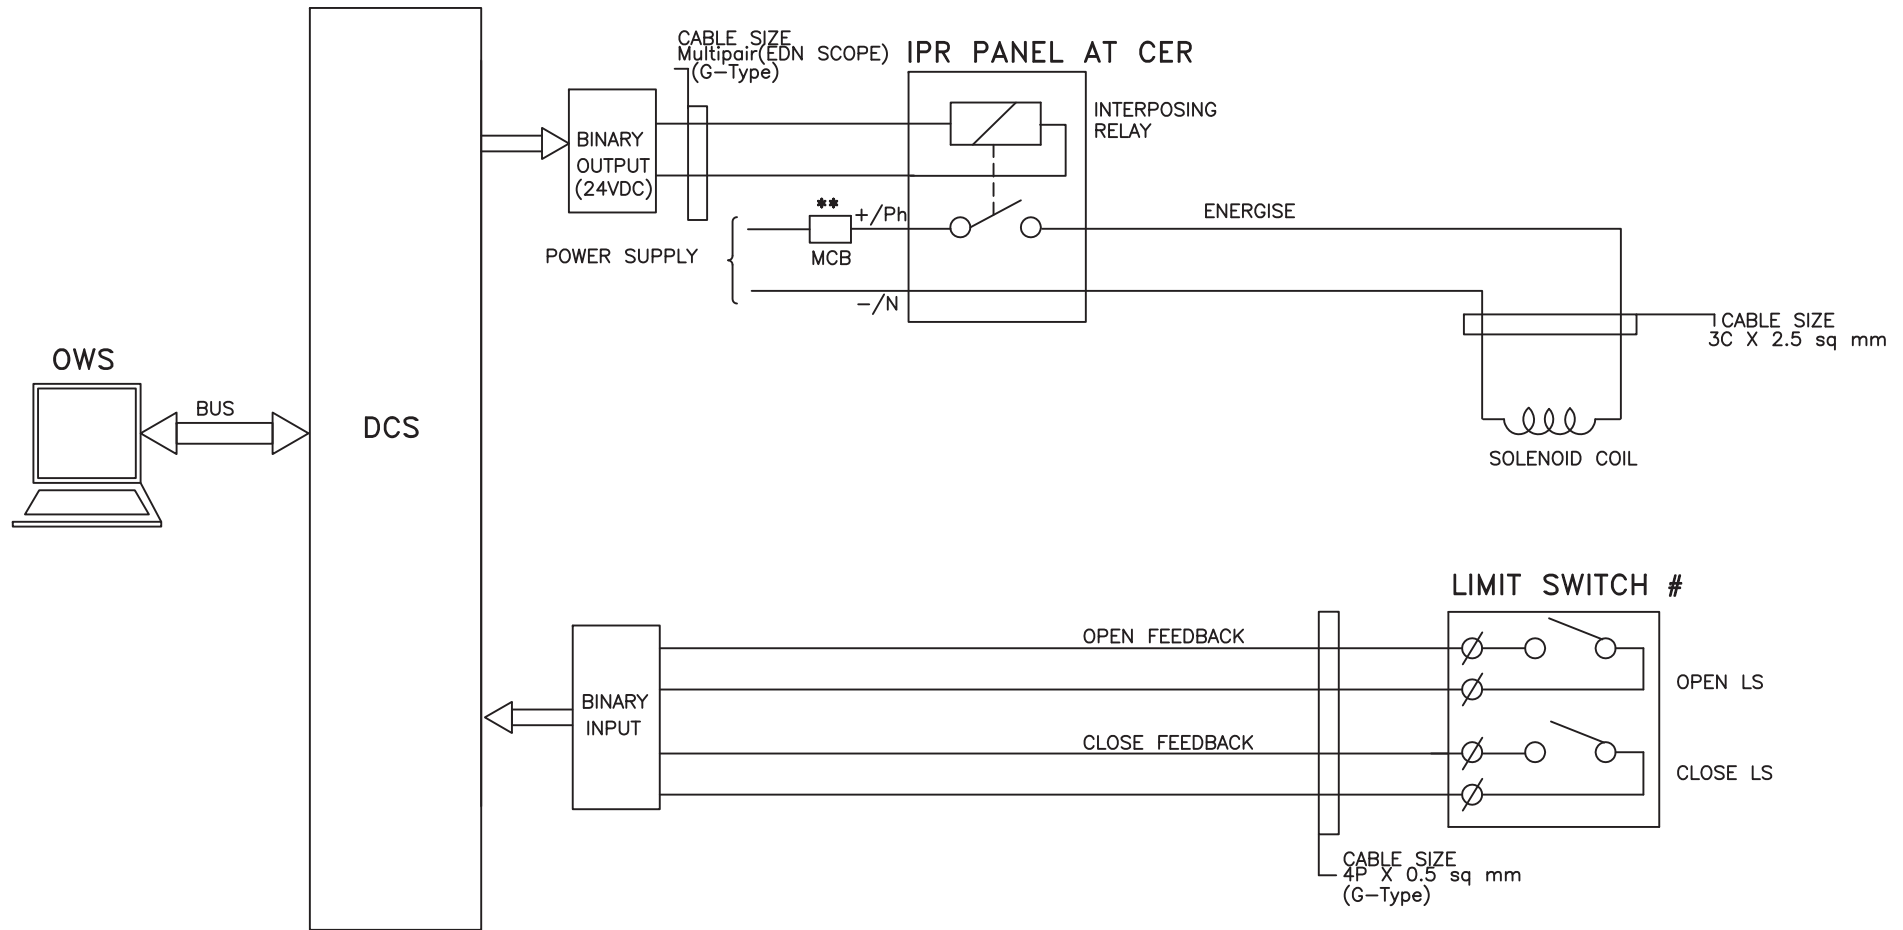 CABLE SIZE
Multipair(EDN SCOPE)
(G-Type)
IPR PANEL AT CER
INTERPOSING
RELAY
BINARY
OUTPUT
(24VDC)
**
+/Ph
MCB
POWER SUPPLY
-/N
ENERGISE
CABLE SIZE
3C X 2.5 sq mm
SOLENOID COIL
OWS
BUS
DCS
LIMIT SWITCH #
OPEN FEEDBACK
OPEN LS
BINARY
INPUT
CLOSE FEEDBACK
CLOSE LS
CABLE SIZE
4P X 0.5 sq mm
(G-Type)